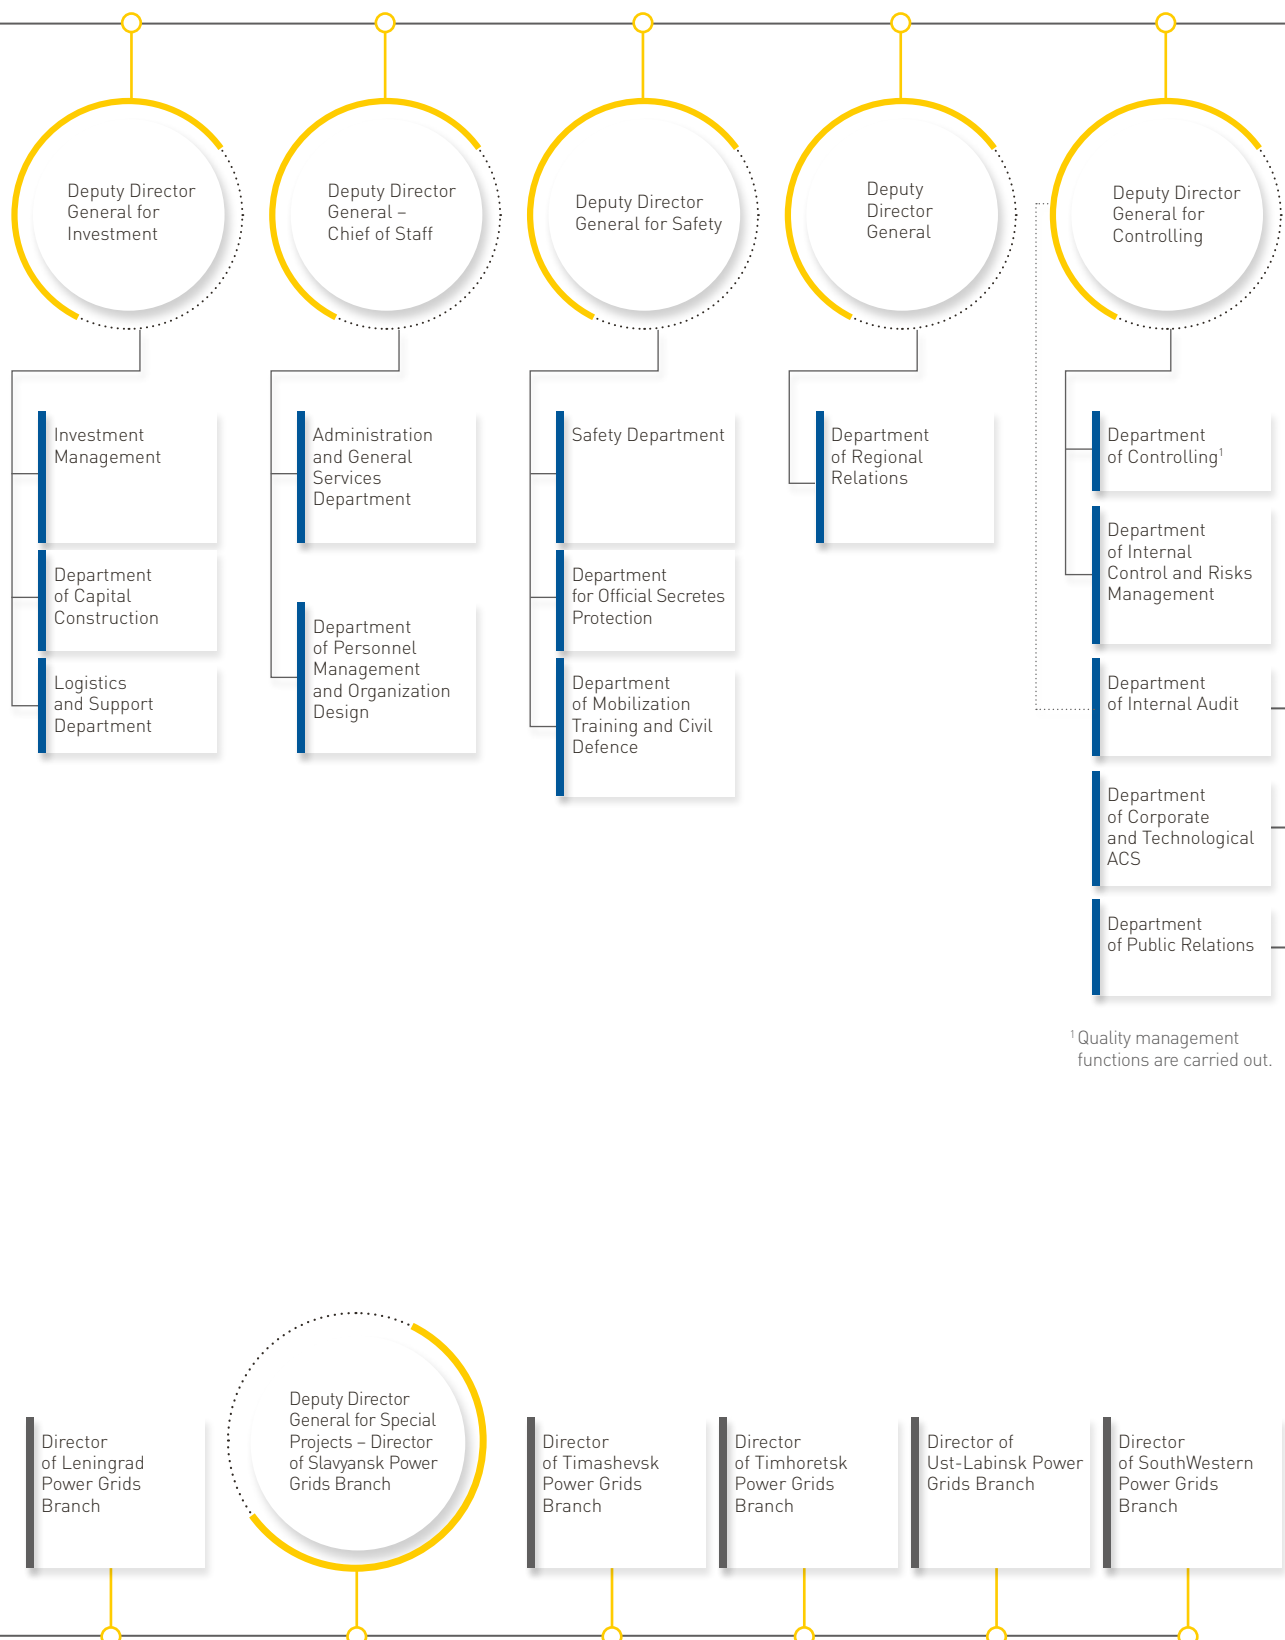 Deputy Director
General for
Investment
Deputy Director
General –
Chief of Staff
Deputy Director
General for Safety
Deputy
Director
General
Deputy Director
General for
Controlling
Investment
Management
Department
of Capital
Construction
Logistics
and Support
Department
Administration
and General
Services
Department
Department
of Personnel
Management
and Organization
Design
Safety Department
Department
for Official Secretes
Protection
Department
of Mobilization
Training and Civil
Defence
Department
of Regional
Relations
Department
of Controlling¹
Department
of Internal
Control and Risks
Management
Department
of Internal Audit
Department
of Corporate
and Technological
ACS
Department
of Public Relations
¹ Quality management
functions are carried out.
Director
of Leningrad
Power Grids
Branch
Deputy Director
General for Special
Projects – Director
of Slavyansk Power
Grids Branch
Director
of Timashevsk
Power Grids
Branch
Director
of Timhoretsk
Power Grids
Branch
Director of
Ust-Labinsk Power
Grids Branch
Director
of SouthWestern
Power Grids
Branch